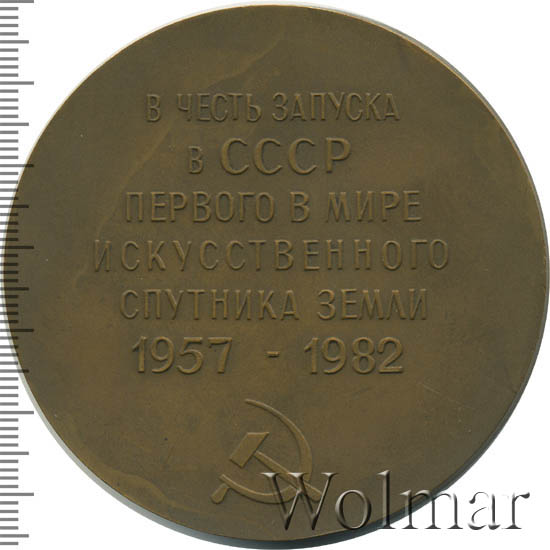 В ЧЕСТЬ ЗАПУСКА
В СССР
ПЕРВОГО В МИРЕ
ИСКУССТВЕННОГО
СПУТНИКА ЗЕМЛИ
1957 - 1982
Wolmar